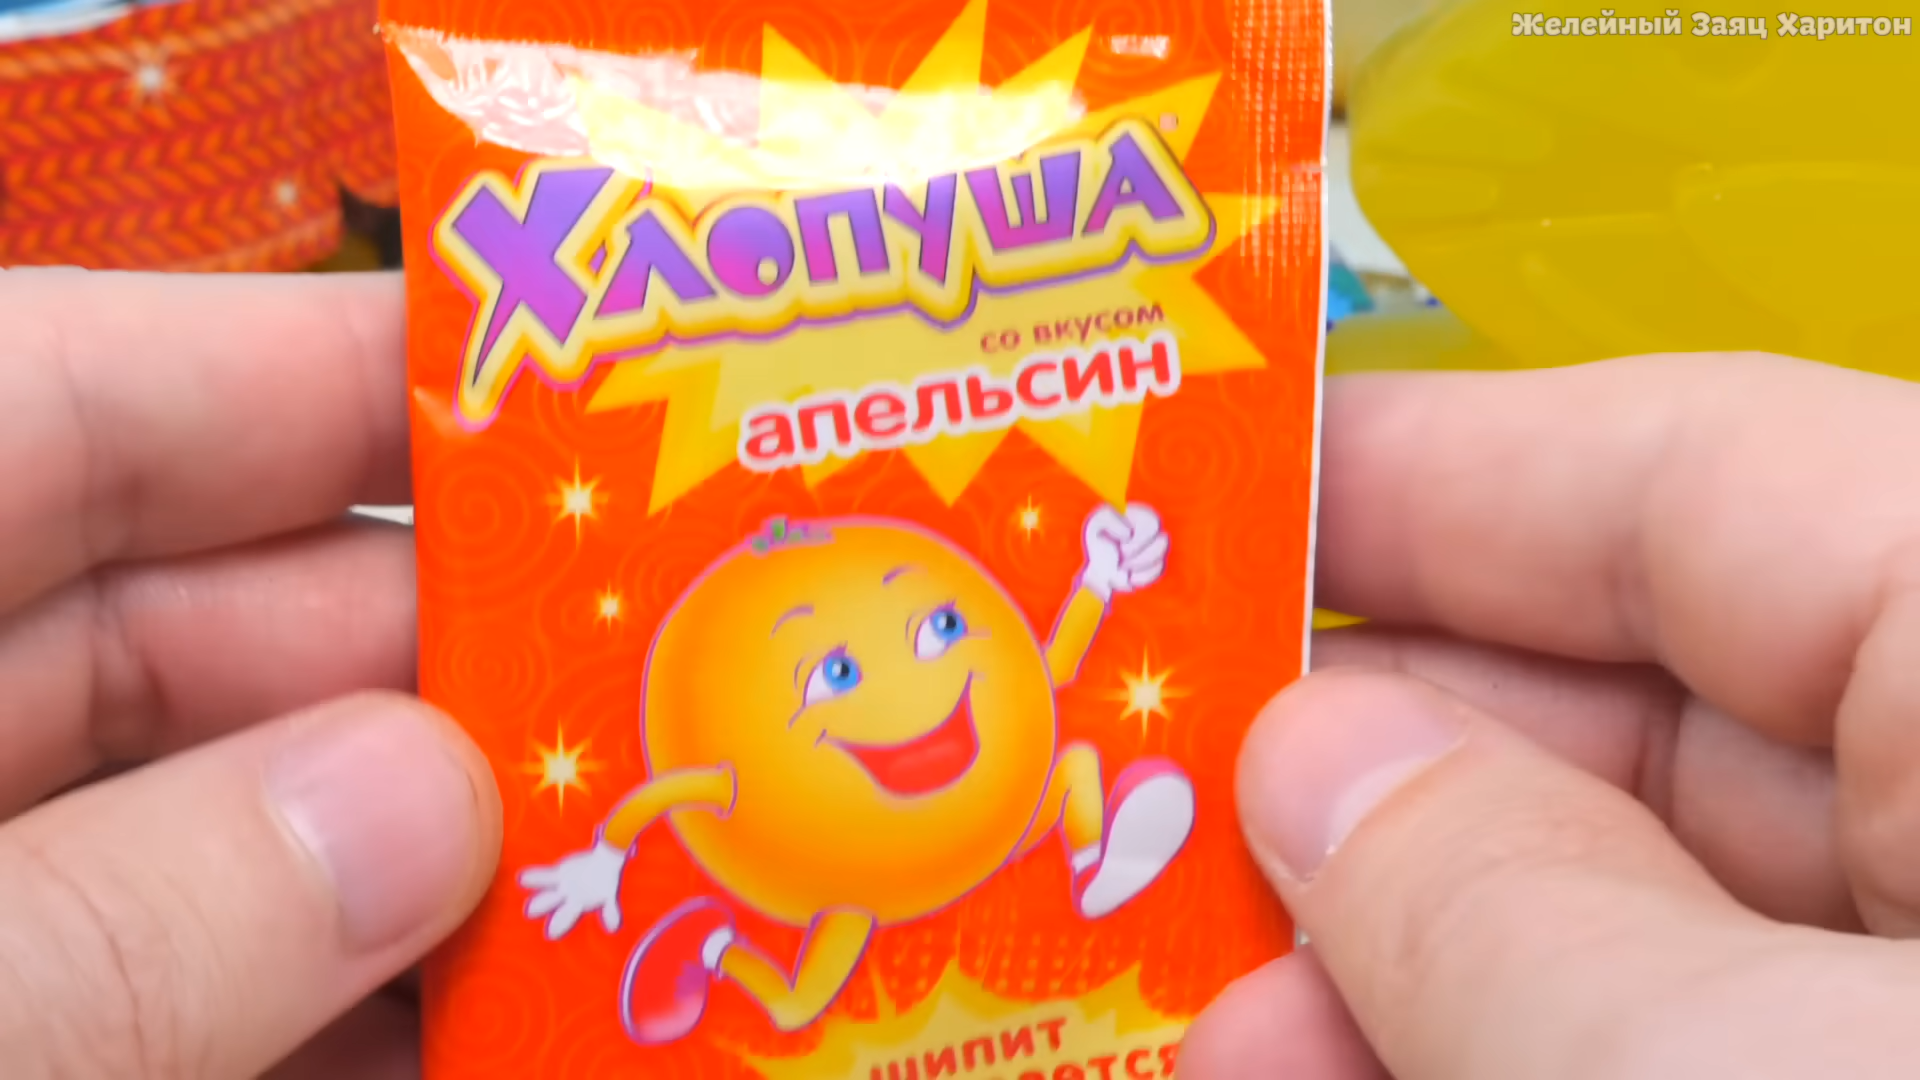 Желейный Заяц Харитон
Хлопуша
со вкусом
апельсин
шипит